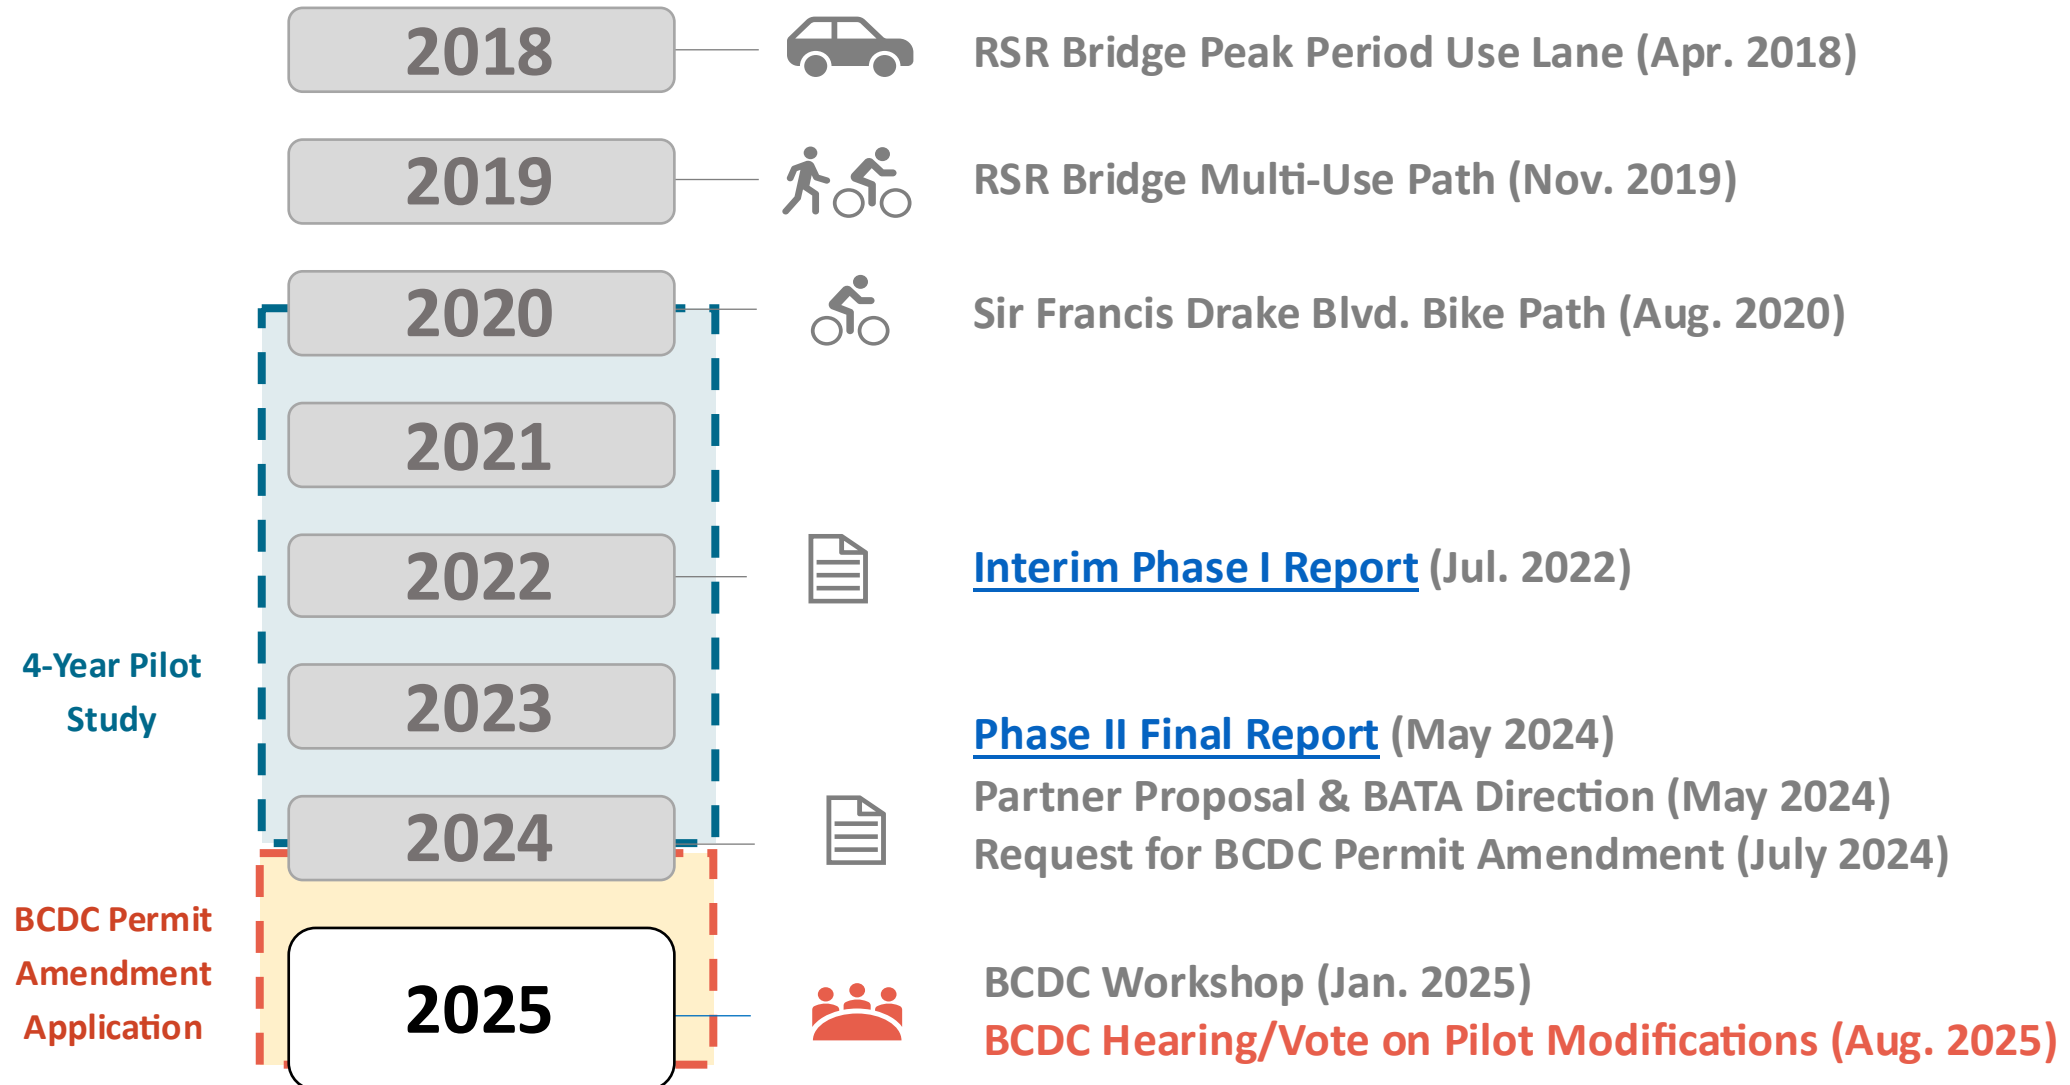 2018
RSR Bridge Peak Period Use Lane (Apr. 2018)
2019
RSR Bridge Multi-Use Path (Nov. 2019)
2020
Sir Francis Drake Blvd. Bike Path (Aug. 2020)
2021
2022
Interim Phase I Report (Jul. 2022)
4-Year Pilot
Study
2023
Phase II Final Report (May 2024)
Partner Proposal & BATA Direction (May 2024)
Request for BCDC Permit Amendment (July 2024)
2024
BCDC Permit
Amendment
Application
2025
BCDC Workshop (Jan. 2025)
BCDC Hearing/Vote on Pilot Modifications (Aug. 2025)